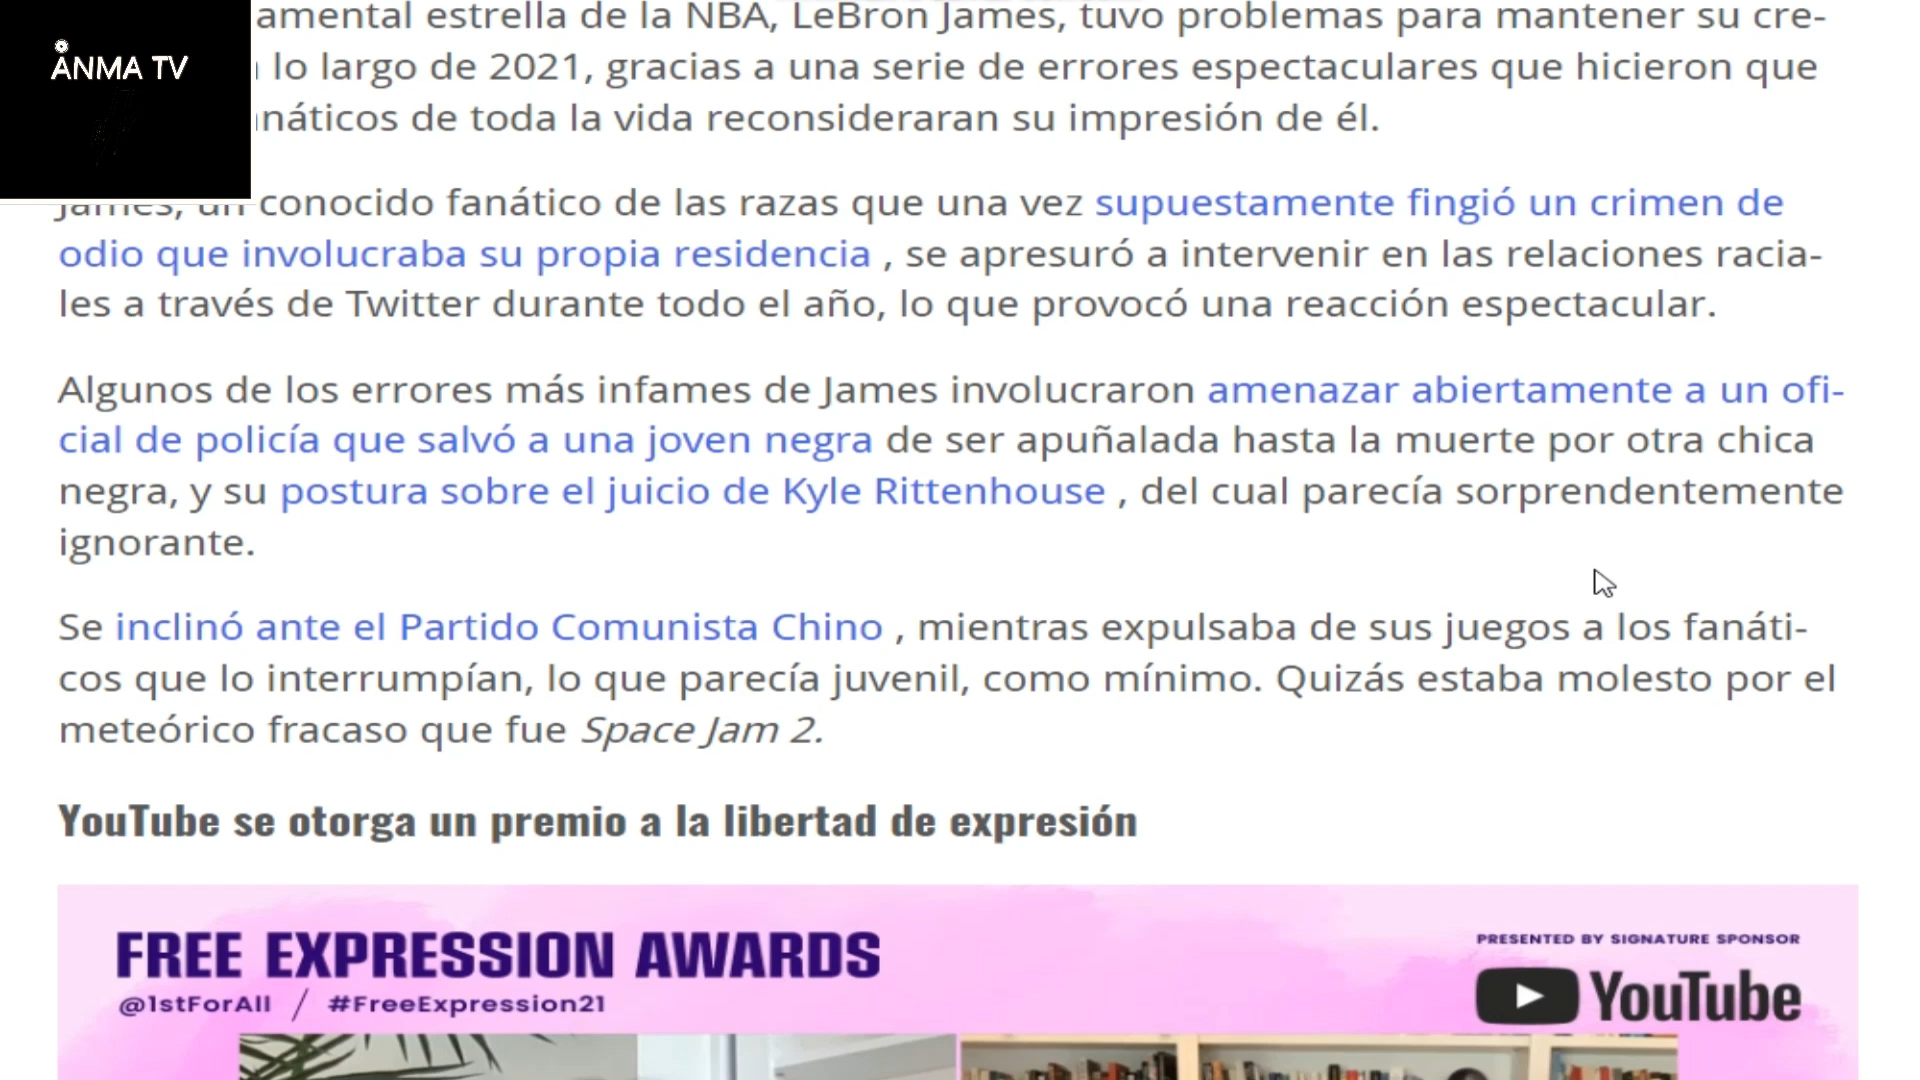 ANMA TV
amental estrella de la NBA, LeBron James, tuvo problemas para mantener su cre-
lo largo de 2021, gracias a una serie de errores espectaculares que hicieron que
náticos de toda la vida reconsideraran su impresión de él.
James, un conocido fanático de las razas que una vez supuestamente fingió un crimen de
odio que involucraba su propia residencia , se apresuró a intervenir en las relaciones racia-
les a través de Twitter durante todo el año, lo que provocó una reacción espectacular.
Algunos de los errores más infames de James involucraron amenazar abiertamente a un ofi-
cial de policía que salvó a una joven negra de ser apuñalada hasta la muerte por otra chica
negra, y su postura sobre el juicio de Kyle Rittenhouse , del cual parecía sorprendentemente
ignorante.
Se inclinó ante el Partido Comunista Chino , mientras expulsaba de sus juegos a los fanáti-
cos que lo interrumpían, lo que parecía juvenil, como mínimo. Quizás estaba molesto por el
meteórico fracaso que fue Space Jam 2.
YouTube se otorga un premio a la libertad de expresión
FREE EXPRESSION AWARDS
@1stForAll / #FreeExpression21
PRESENTED BY SIGNATURE SPONSOR
YouTube